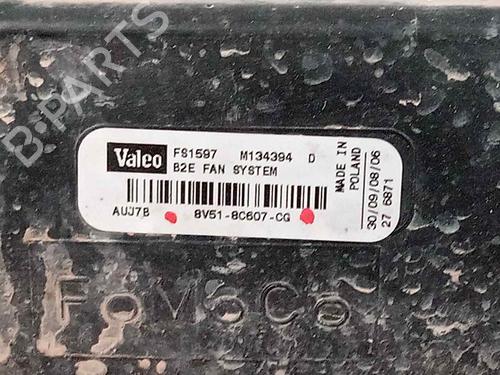 B-PARTS
Valeo FS1597 M134394 D
B2E FAN SYSTEM
AUJ7B 8V51-8C607-CG
MADE IN
POLAND
30/09/08/06
27 6871
FoMoCo